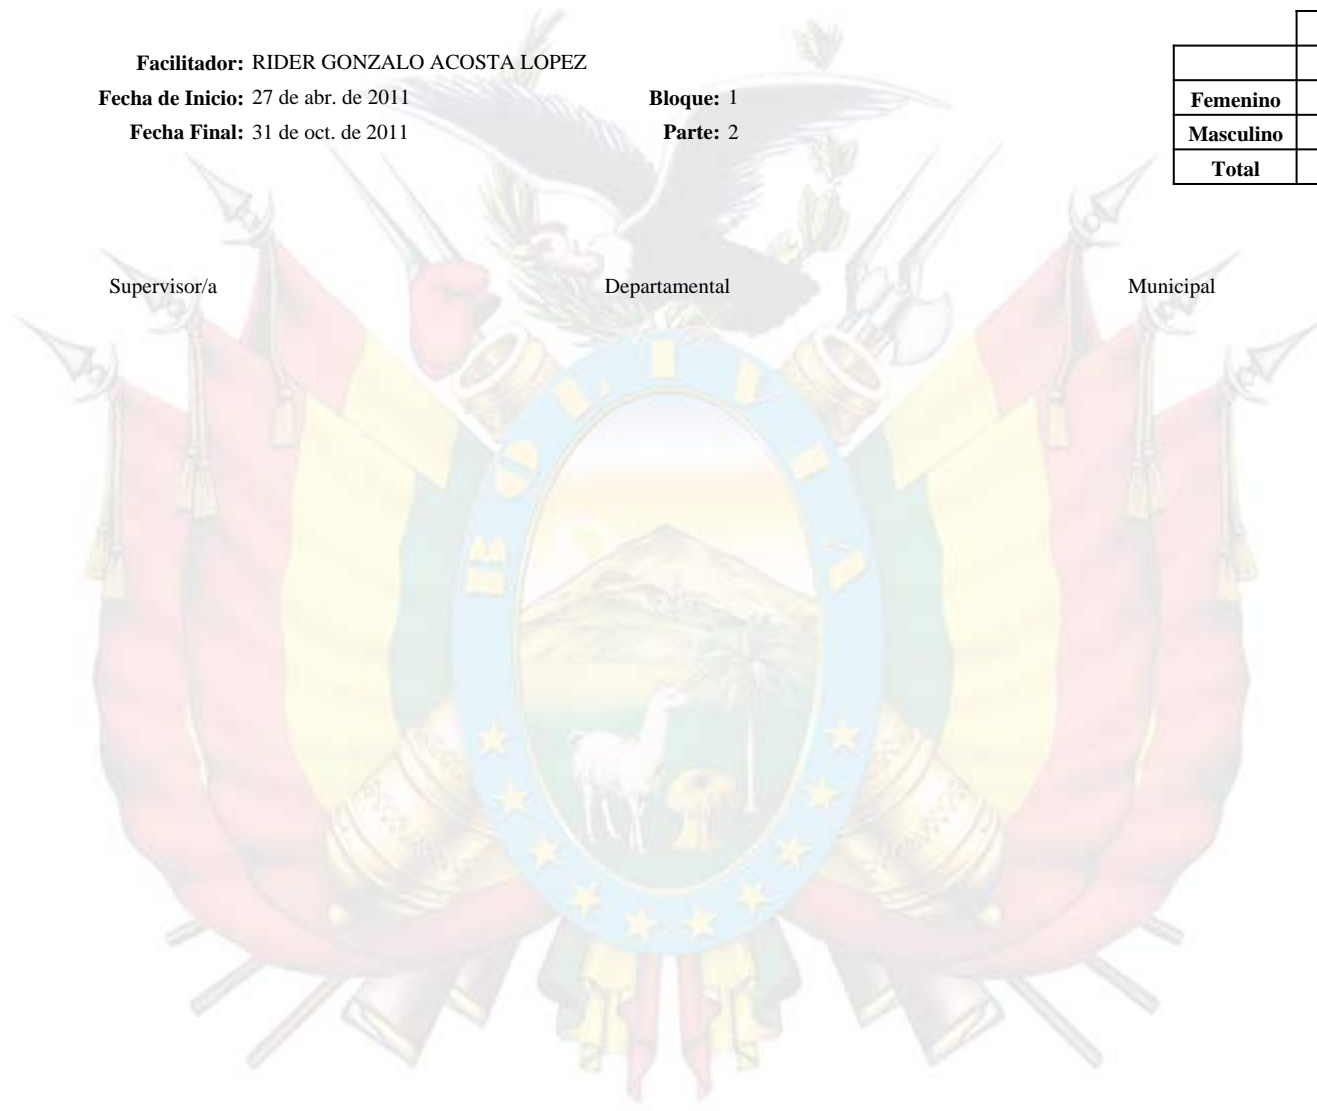 Facilitador: RIDER GONZALO ACOSTA LOPEZ
Fecha de Inicio: 27 de abr. de 2011 Bloque: 1
Fecha Final: 31 de oct. de 2011 Parte: 2
Femenino
Masculino
Total
Supervisor/a Departamental Municipal
BOLIVIA